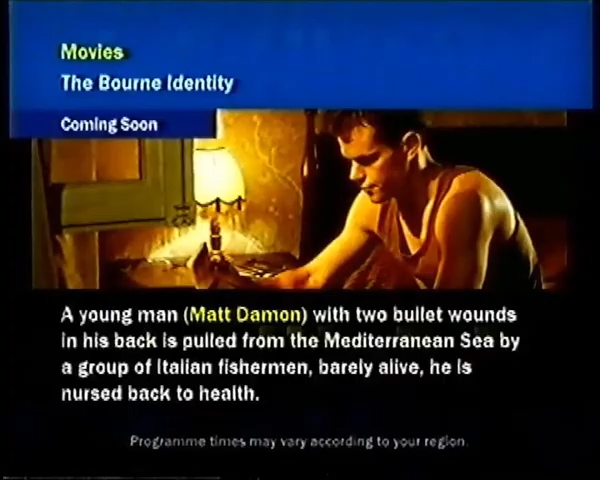 Movies
The Bourne Identity
Coming Soon
A young man (Matt Damon) with two bullet wounds
in his back is pulled from the Mediterranean Sea by
a group of Italian fishermen, barely alive, he is
nursed back to health.
Programme times may vary according to your region.